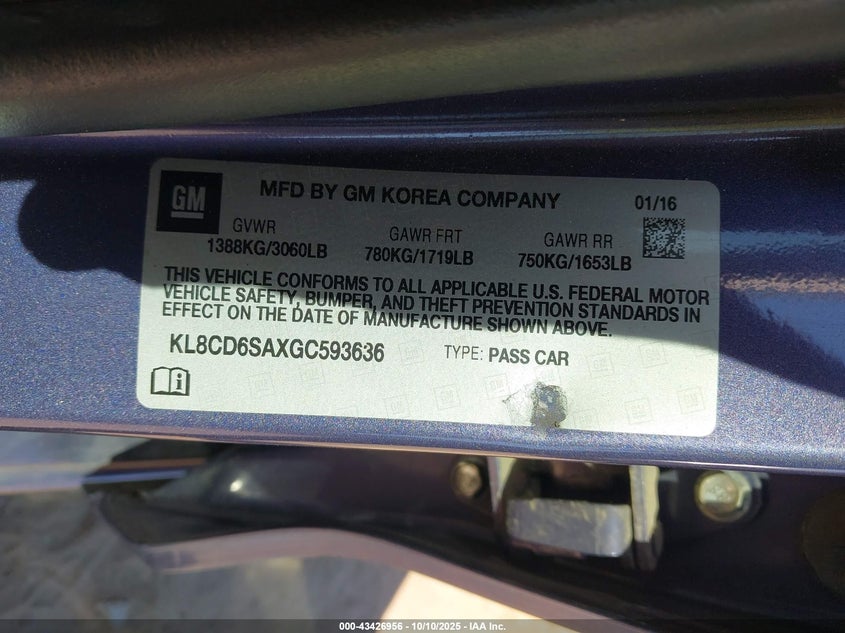 GM
MFD BY GM KOREA COMPANY
01/16
GVWR
1388KG/3060LB
GAWR FRT
780KG/1719LB
GAWR RR
750KG/1653LB
THIS VEHICLE CONFORMS TO ALL APPLICABLE U.S. FEDERAL MOTOR
VEHICLE SAFETY, BUMPER, AND THEFT PREVENTION STANDARDS IN
EFFECT ON THE DATE OF MANUFACTURE SHOWN ABOVE.
KL8CD6SAXGC593636
TYPE: PASS CAR
000-43426956 - 10/10/2025 - IAA Inc.